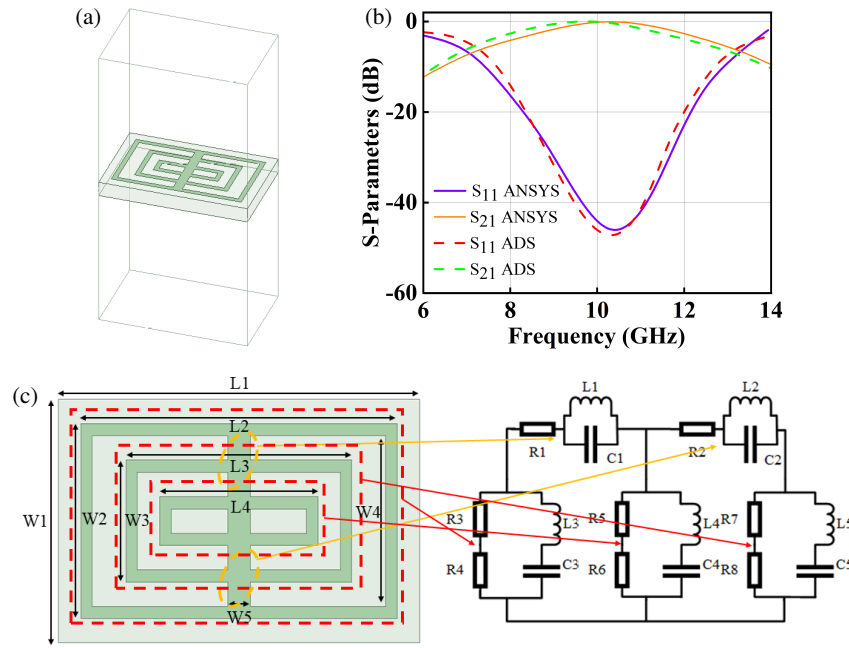 (a)
(b)
0
-20
-40
-60
S-Parameters (dB)
S11 ANSYS
S21 ANSYS
S11 ADS
S21 ADS
6
8
10
12
14
Frequency (GHz)
(c)
L1
L2
L3
L4
W1
W2
W3
W4
W5
L1
L2
R1
C1
R2
C2
R3
L3
R5
L4
R7
L5
R4
C3
R6
C4
R8
C5